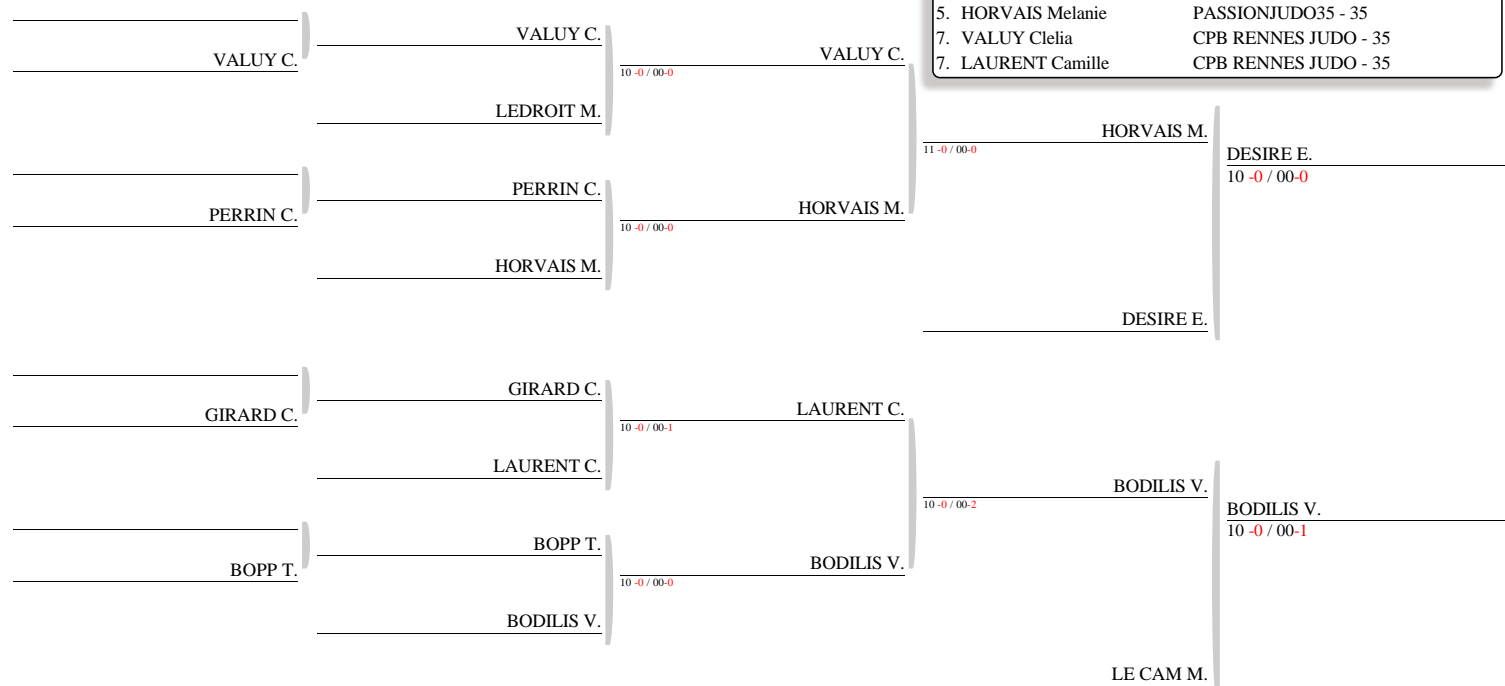 5. HORVAIS Melanie PASSIONJUDO35 - 35
7. VALUY Clelia CPB RENNES JUDO - 35
7. LAURENT Camille CPB RENNES JUDO - 35
VALUY C.
VALUY C.
10 -0 / 00-0
VALUY C.
LEDROIT M.
11 -0 / 00-0
HORVAIS M.
DESIRE E.
10 -0 / 00-0
PERRIN C.
PERRIN C.
10 -0 / 00-0
HORVAIS M.
HORVAIS M.
DESIRE E.
GIRARD C.
GIRARD C.
10 -0 / 00-1
LAURENT C.
LAURENT C.
10 -0 / 00-2
BODILIS V.
BODILIS V.
10 -0 / 00-1
BOPP T.
BOPP T.
10 -0 / 00-0
BODILIS V.
BODILIS V.
LE CAM M.